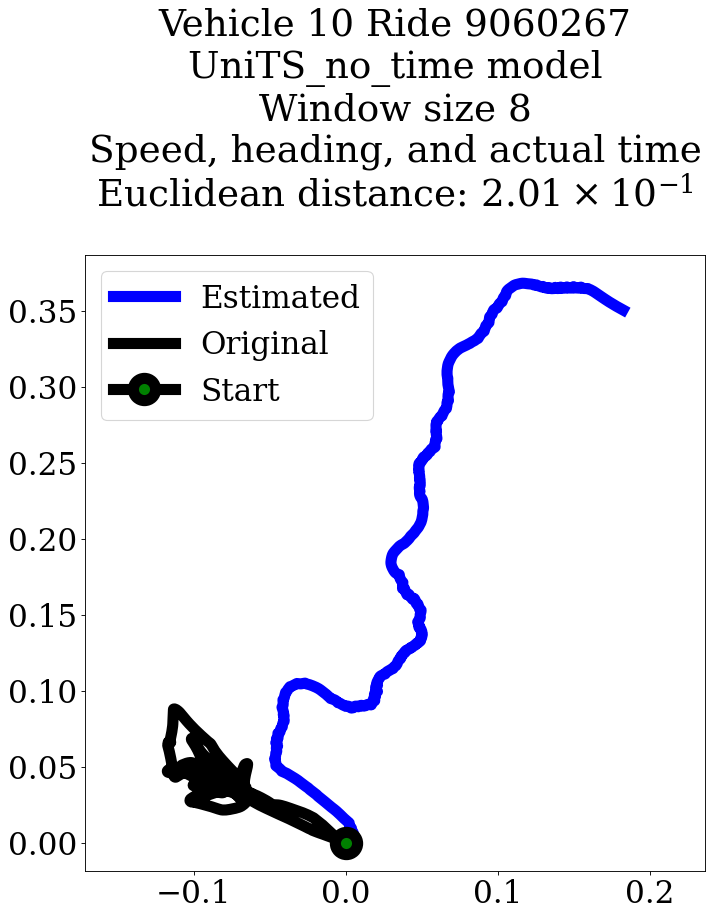 Vehicle 10 Ride 9060267
UniTS_no_time model
Window size 8
Speed, heading, and actual time
Euclidean distance: 2.01 × 10⁻¹
Estimated
Original
Start
0.35
0.30
0.25
0.20
0.15
0.10
0.05
0.00
−0.1 0.0 0.1 0.2